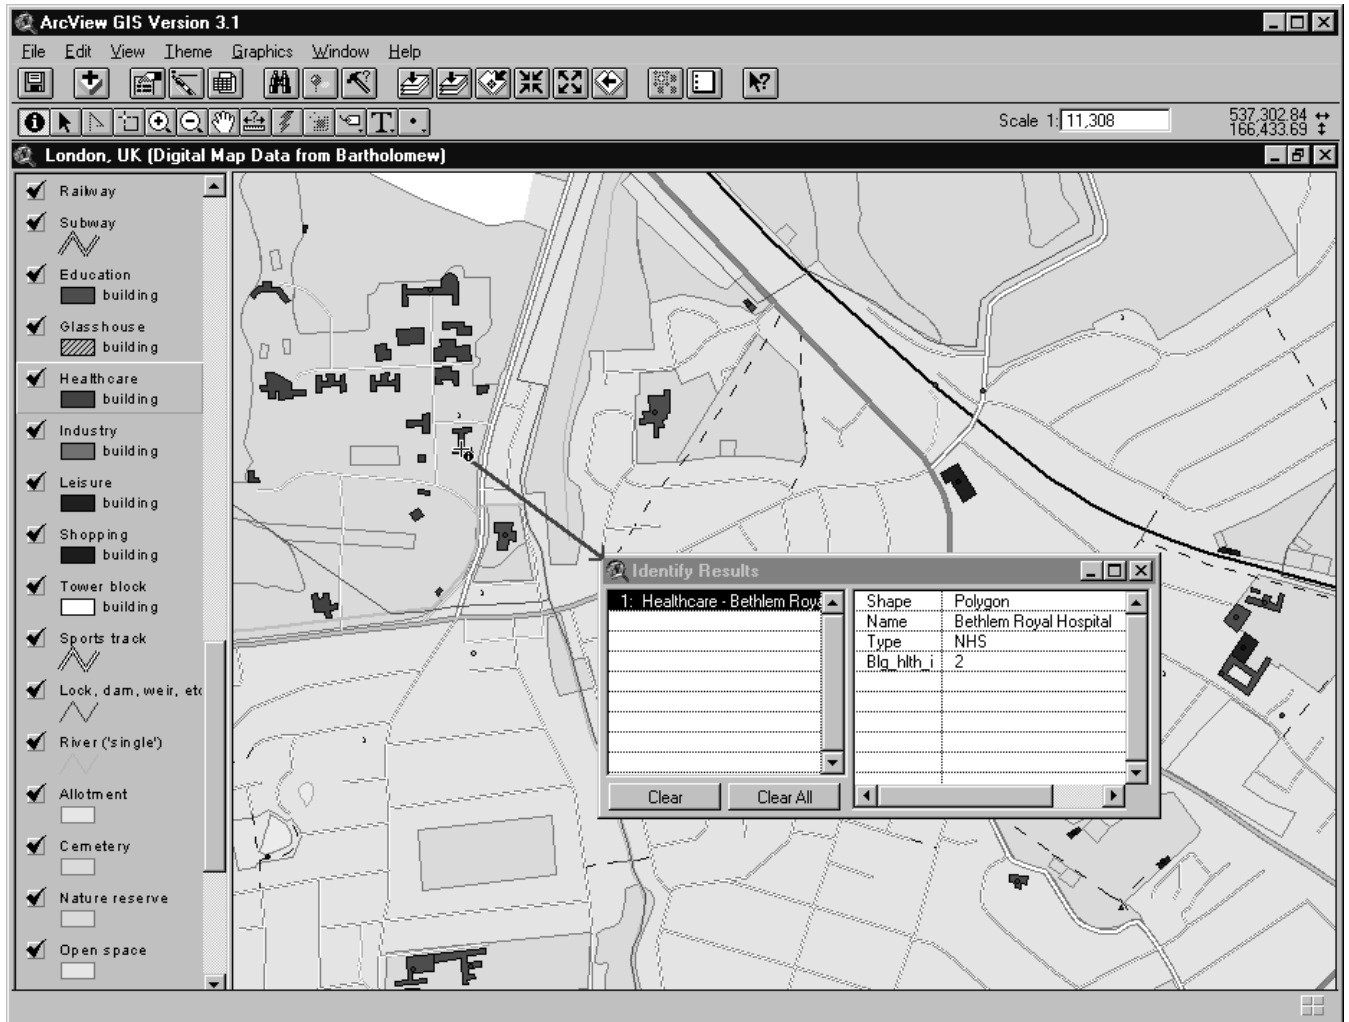 ArcView GIS Version 3.1
File Edit View Theme Graphics Window Help
Scale 1: 11,308
537,302.84
166,433.69
London, UK (Digital Map Data from Bartholomew)
Railway
Subway
Education
building
Glasshouse
building
Healthcare
building
Industry
building
Leisure
building
Shopping
building
Tower block
building
Sports track
Lock, dam, weir, etc
River ('single')
Allotment
Cemetery
Nature reserve
Open space
Identify Results
1: Healthcare - Bethlem Roya
Shape Polygon
Name Bethlem Royal Hospital
Type NHS
Blg_hlth_i 2
Clear Clear All